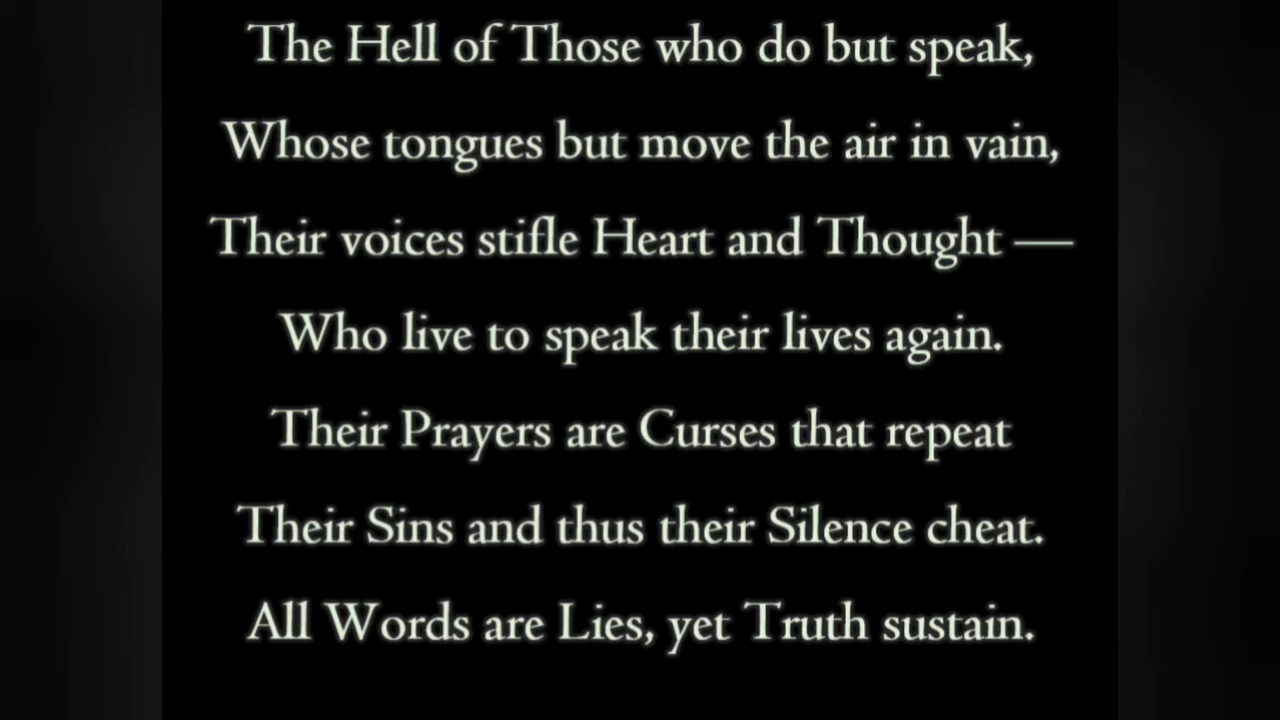 The Hell of Those who do but speak,
Whose tongues but move the air in vain,
Their voices stifle Heart and Thought —
Who live to speak their lives again.
Their Prayers are Curses that repeat
Their Sins and thus their Silence cheat.
All Words are Lies, yet Truth sustain.